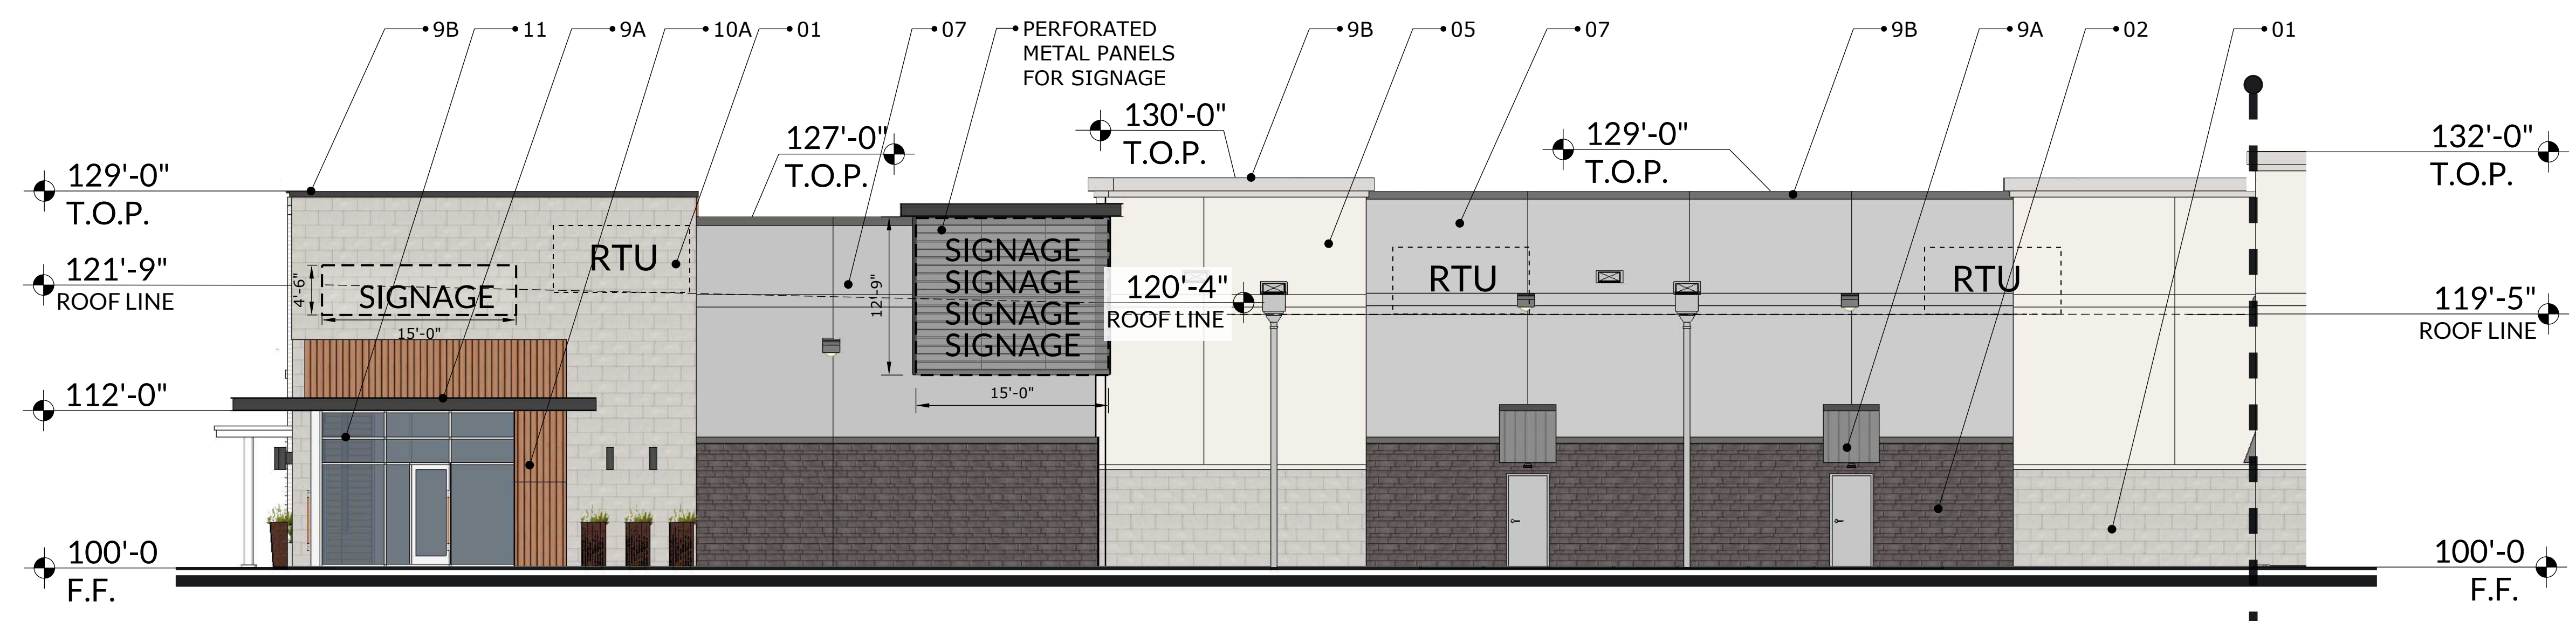 9B
11
9A
10A
01
07
PERFORATED
METAL PANELS
FOR SIGNAGE
9B
05
07
9B
9A
02
01
130'-0"
T.O.P.
127'-0"
T.O.P.
129'-0"
T.O.P.
132'-0"
T.O.P.
129'-0"
T.O.P.
121'-9"
ROOF LINE
112'-0"
100'-0
F.F.
4'-6"
SIGNAGE
15'-0"
RTU
12'-9"
SIGNAGE
SIGNAGE
SIGNAGE
SIGNAGE
15'-0"
120'-4"
ROOF LINE
RTU
RTU
119'-5"
ROOF LINE
100'-0
F.F.